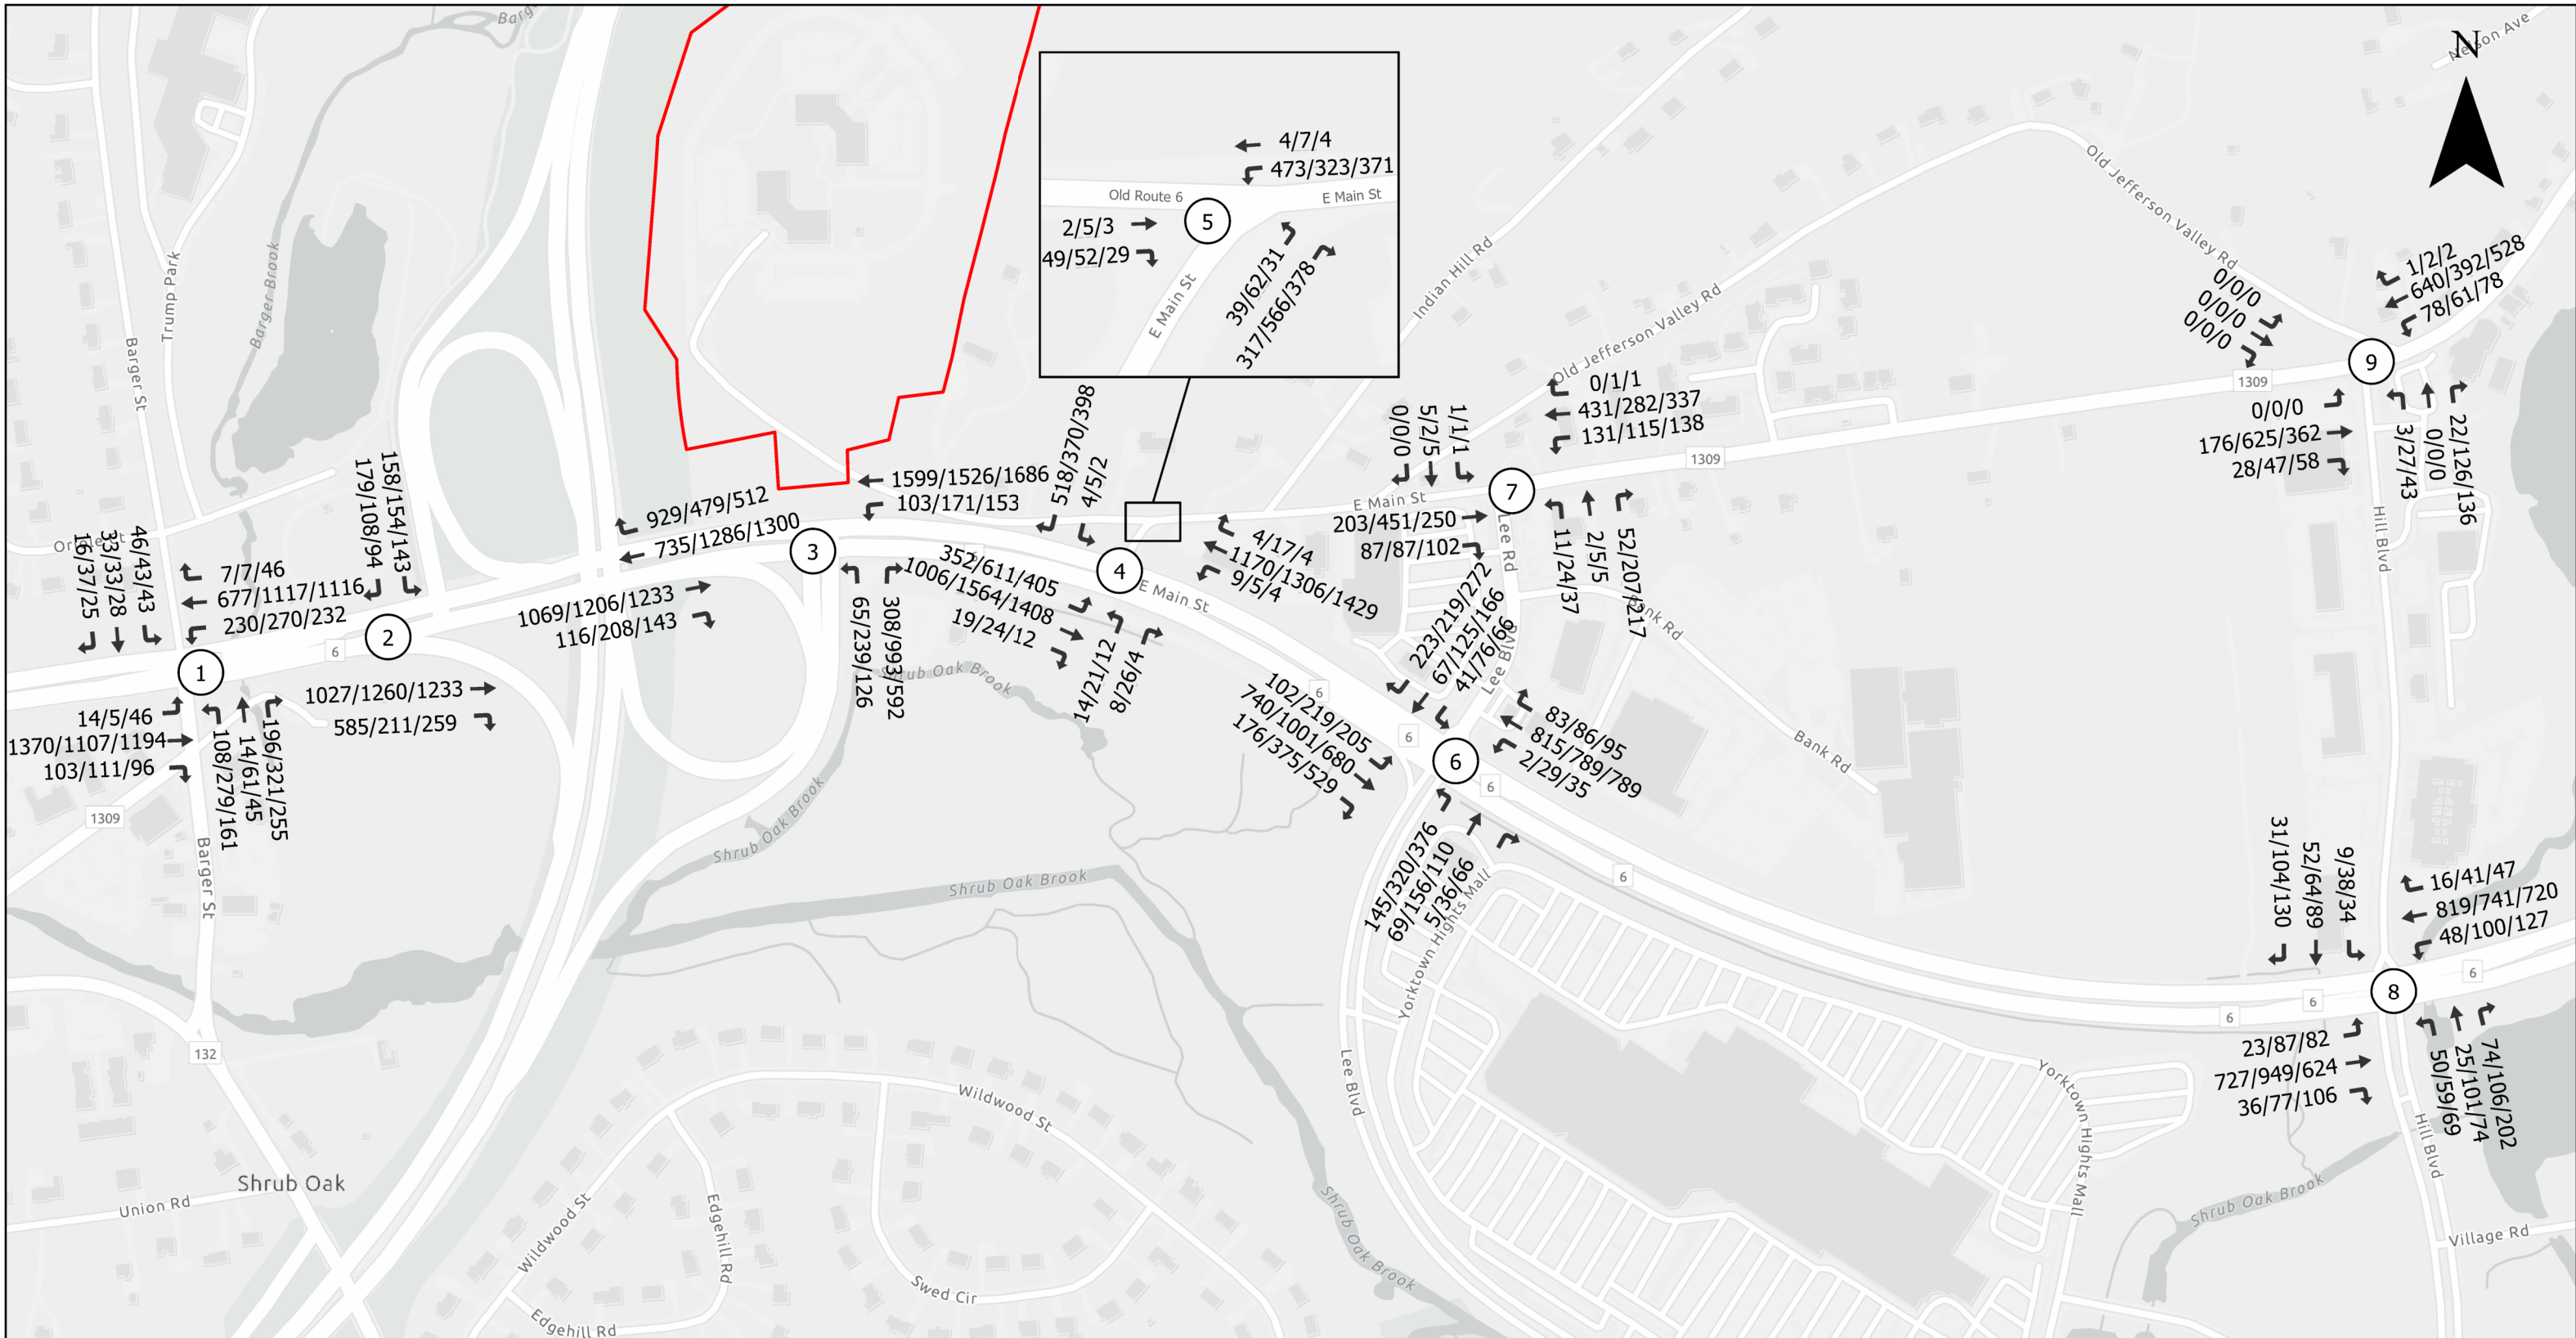 N
Nelson Ave
Barger
Trump Park
Barger Brook
Barger St
Old Jefferson Valley Rd
Indian Hill Rd
Old Jefferson Valley Rd
4/7/4
473/323/371
Old Route 6
E Main St
5
2/5/3
49/52/29
E Main St
39/62/31
317/566/378
1/2/2
640/392/528
78/61/78
0/0/0
0/0/0
0/0/0
9
1309
0/0/0
176/625/362
28/47/58
3/27/43
0/0/0
22/126/136
0/1/1
431/282/337
131/115/138
1309
0/0/0
5/2/5
1/1/1
7
E Main St
203/451/250
87/87/102
Lee Rd
11/24/37
2/5/5
52/207/217
Bank Rd
Bank Rd
Hill Blvd
518/370/398
4/5/2
1599/1526/1686
103/171/153
3
929/479/512
735/1286/1300
1069/1206/1233
116/208/143
65/239/126
308/993/592
352/611/405
1006/1564/1408
19/24/12
4
E Main St
4/17/4
1170/1306/1429
9/5/4
14/21/12
8/26/4
Shrub Oak Brook
179/108/94
158/154/143
2
6
1027/1260/1233
585/211/259
16/37/25
33/33/28
46/43/43
7/7/46
677/1117/1116
230/270/232
1
14/5/46
1370/1107/1194
103/111/96
108/279/161
14/61/45
196/321/255
1309
Barger St
223/219/272
67/125/166
41/76/66
Lee Blvd
6
6
102/219/205
740/1001/680
176/375/529
6
83/86/95
815/789/789
2/29/35
6
145/320/376
69/156/110
5/36/66
Yorktown Hights Mall
6
Shrub Oak Brook
Shrub Oak Brook
31/104/130
52/64/89
9/38/34
16/41/47
819/741/720
48/100/127
6
8
6
6
23/87/82
727/949/624
36/77/106
50/59/69
25/101/74
74/106/202
Hill Blvd
132
Shrub Oak
Union Rd
Wildwood St
Wildwood St
Edgehill Rd
Edgehill Rd
Swed Cir
Lee Blvd
Shrub Oak Brook
Yorktown Hights Mall
Shrub Oak Brook
Village Rd